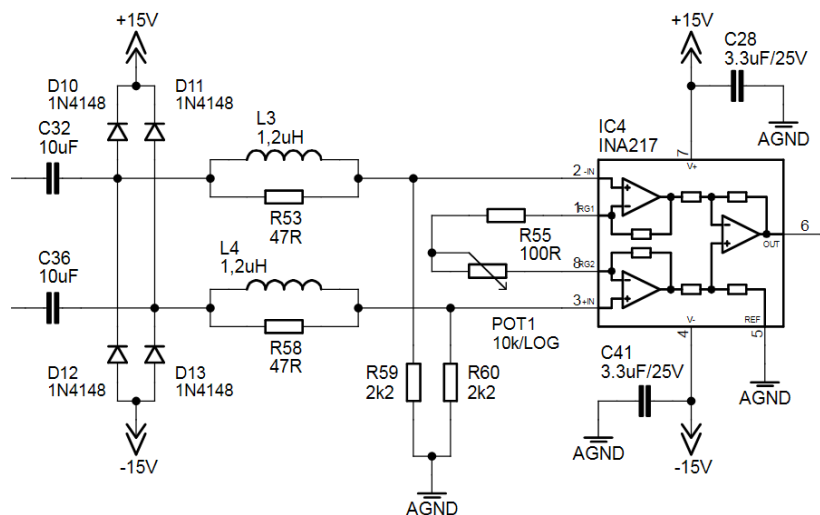 +15V
+15V
C28
3.3uF/25V
D10
1N4148
D11
1N4148
L3
1,2uH
AGND
C32
10uF
IC4
INA217
7
V+
2
-IN
R53
47R
1
RG1
R55
100R
6
OUT
L4
1,2uH
C36
10uF
8
RG2
3
+IN
POT1
10k/LOG
V-
REF
4
5
R58
47R
D12
1N4148
D13
1N4148
R59
2k2
R60
2k2
C41
3.3uF/25V
AGND
AGND
-15V
-15V
AGND